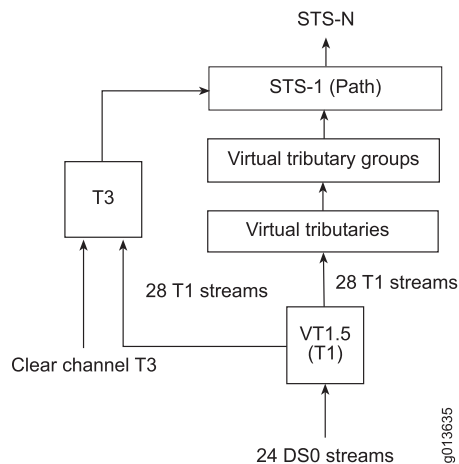 STS-N
STS-1 (Path)
Virtual tributary groups
T3
Virtual tributaries
28 T1 streams
28 T1 streams
VT1.5
(T1)
Clear channel T3
24 DS0 streams
g013635